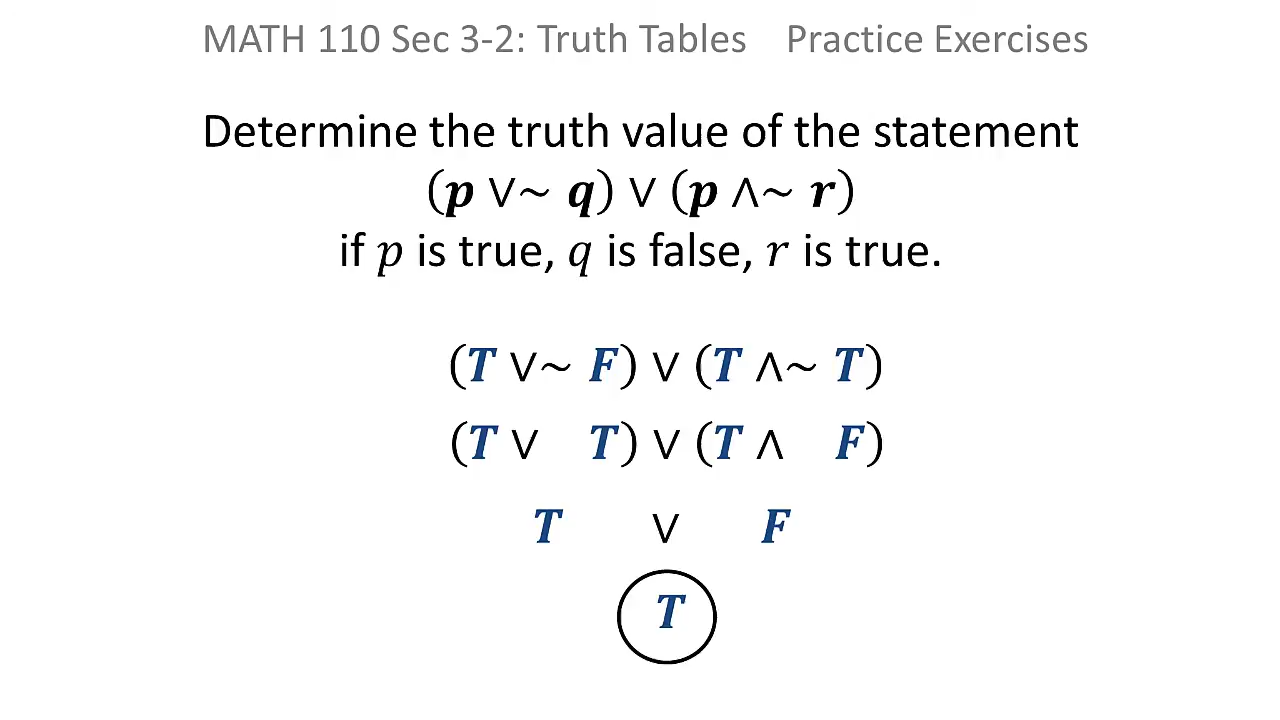 MATH 110 Sec 3-2: Truth Tables Practice Exercises
Determine the truth value of the statement
(p ∨~ q) ∨ (p ∧~ r)
if p is true, q is false, r is true.
(T ∨~ F) ∨ (T ∧~ T)
(T ∨ T) ∨ (T ∧ F)
T ∨ F
T